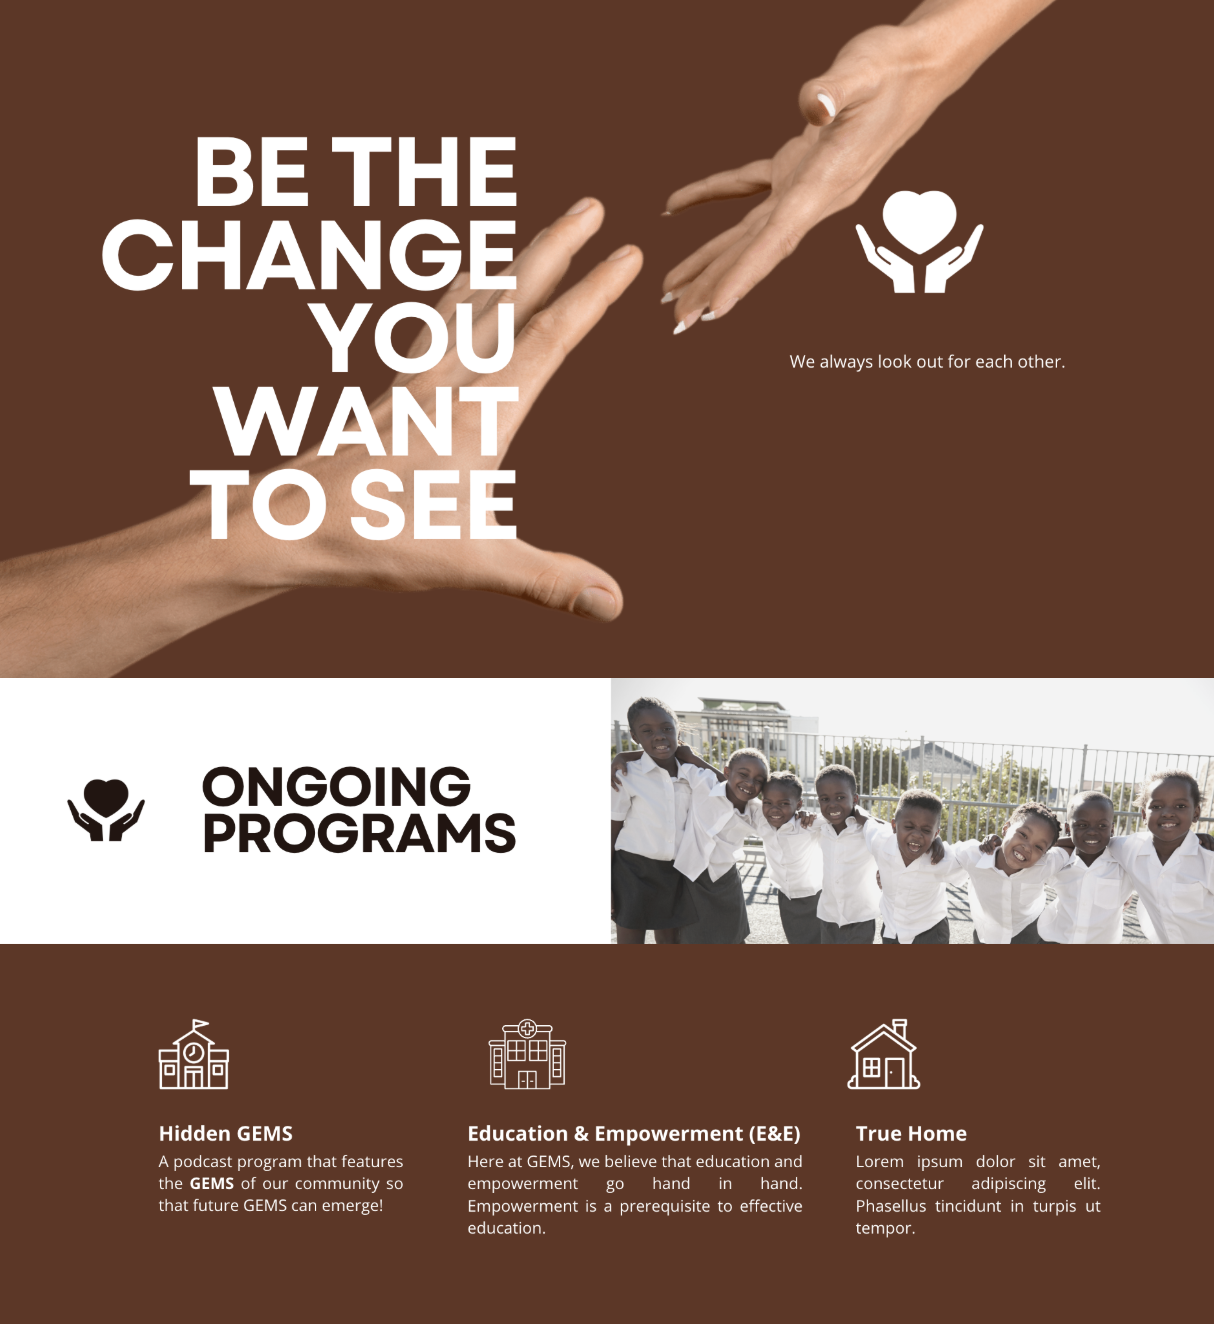 BE THE
CHANGE
YOU
WANT
TO SEE
We always look out for each other.
ONGOING
PROGRAMS
Hidden GEMS
A podcast program that features
the GEMS of our community so
that future GEMS can emerge!
Education & Empowerment (E&E)
Here at GEMS, we believe that education and
empowerment go hand in hand.
Empowerment is a prerequisite to effective
education.
True Home
Lorem ipsum dolor sit amet,
consectetur adipiscing elit.
Phasellus tincidunt in turpis ut
tempor.